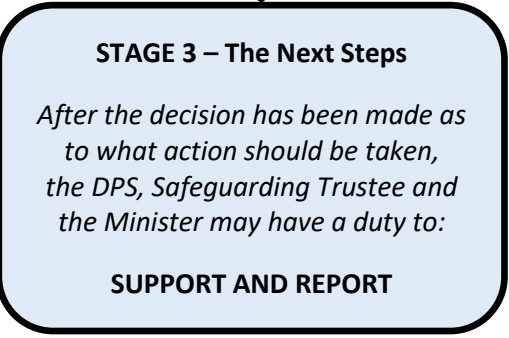 STAGE 3 – The Next Steps
After the decision has been made as
to what action should be taken,
the DPS, Safeguarding Trustee and
the Minister may have a duty to:
SUPPORT AND REPORT